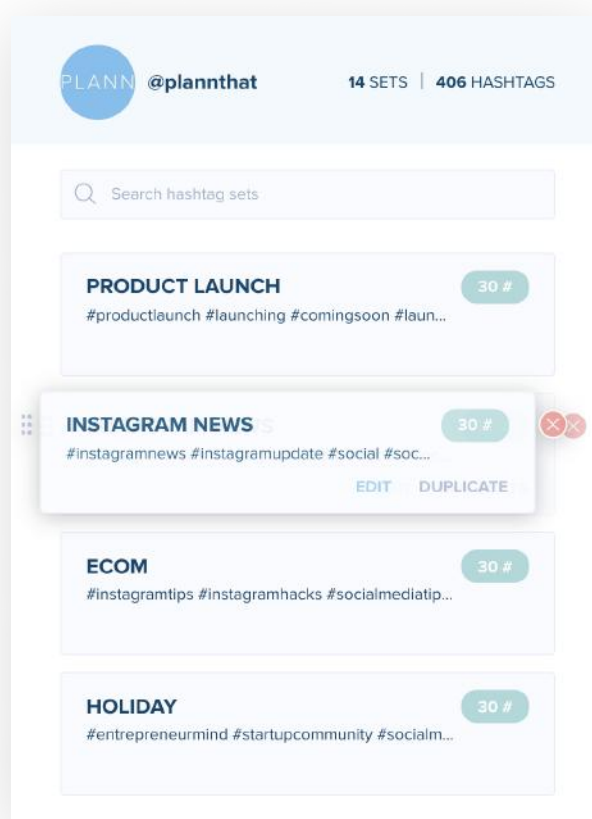 PLANN @plannthat 14 SETS | 406 HASHTAGS
Search hashtag sets
PRODUCT LAUNCH 30 #
#productlaunch #launching #comingsoon #laun...
INSTAGRAM NEWS 30 #
#instagramnews #instagramupdate #social #soc...
EDIT DUPLICATE
ECOM 30 #
#instagramtips #instagramhacks #socialmediatip...
HOLIDAY 30 #
#entrepreneurmind #startupcommunity #socialm...